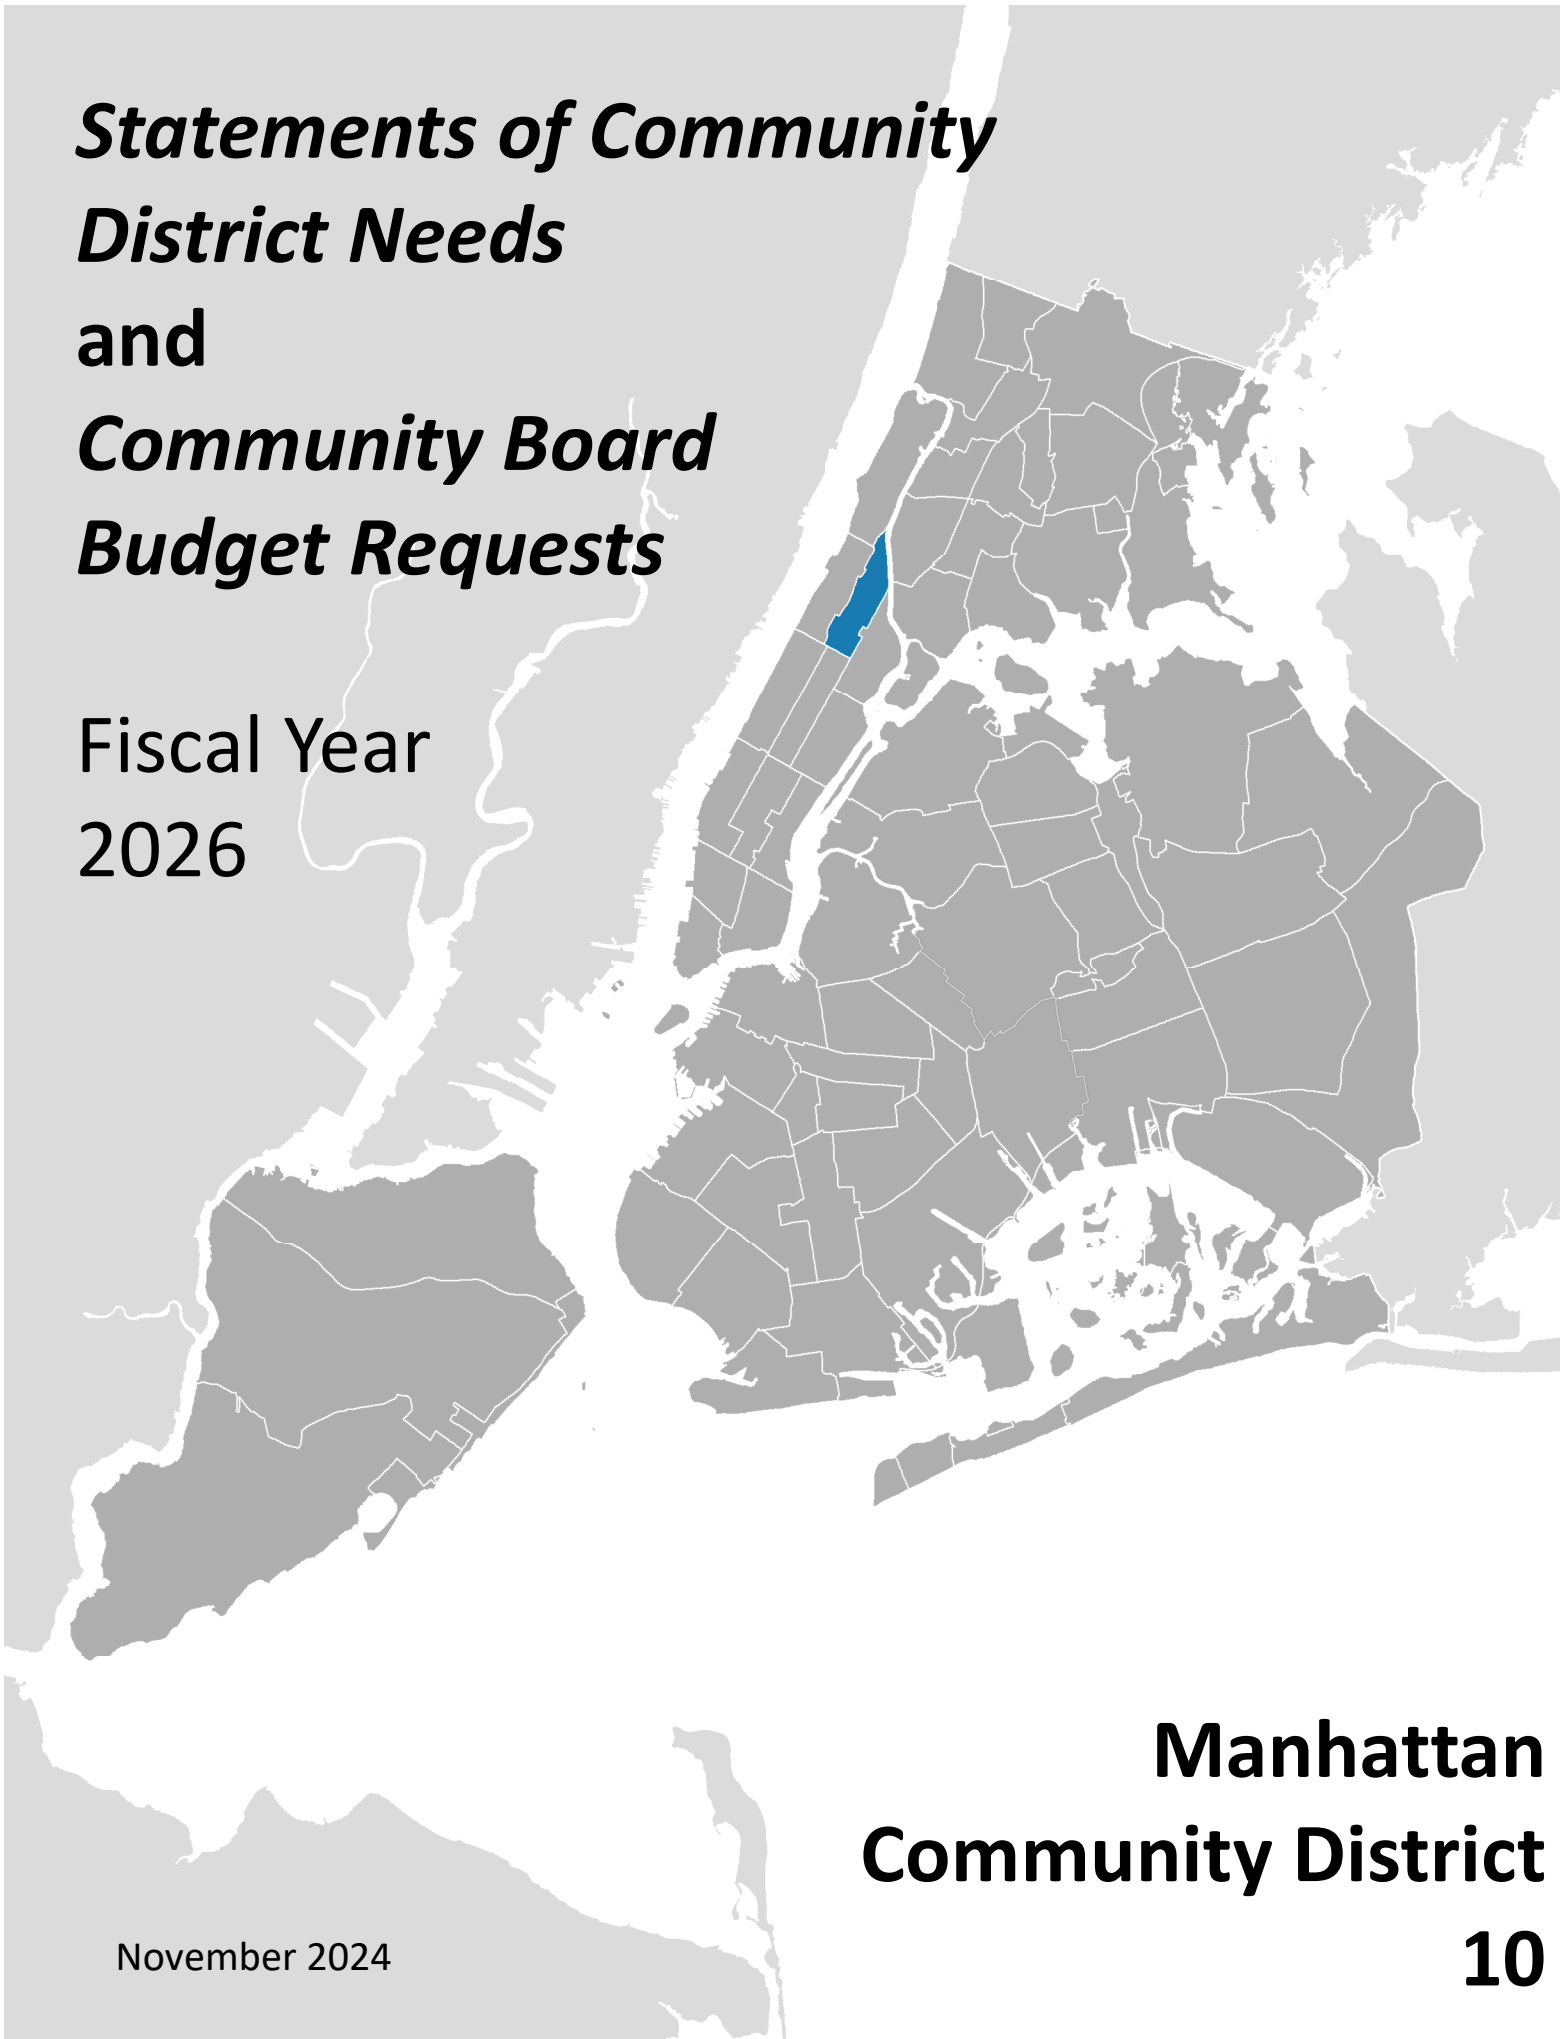 Statements of Community
District Needs
and
Community Board
Budget Requests
Fiscal Year
2026
Manhattan
Community District
10
November 2024